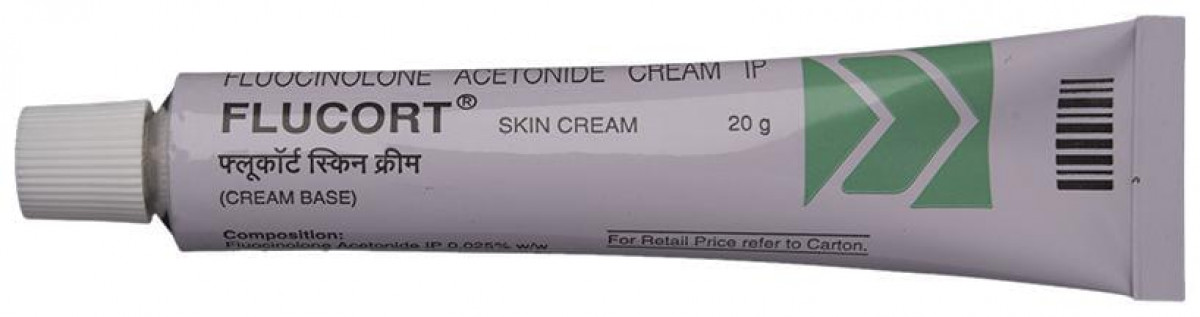 FLUOCINOLONE ACETONIDE CREAM IP
FLUCORT® SKIN CREAM 20 g
फ्लूकॉर्ट स्किन क्रीम
(CREAM BASE)
Composition:
Fluocinolone Acetonide IP 0.025% w/w
For Retail Price refer to Carton.